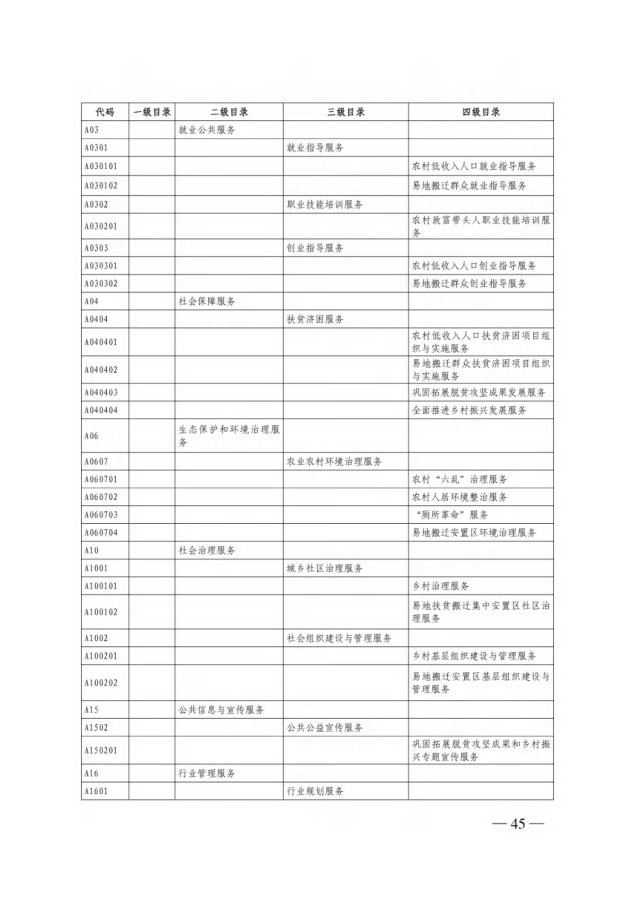 代码 一级目录 二级目录 三级目录 四级目录
A03 就业公共服务
A0301 就业指导服务
A030101 农村低收入人口就业指导服务
A030102 易地搬迁群众就业指导服务
A0302 职业技能培训服务
A030201 农村致富带头人职业技能培训服
务
A0303 创业指导服务
A030301 农村低收入人口创业指导服务
A030302 易地搬迁群众创业指导服务
A04 社会保障服务
A0404 扶贫济困服务
A040401 农村低收入人口扶贫济困项目组
织与实施服务
A040402 易地搬迁群众扶贫济困项目组织
与实施服务
A040403 巩固拓展脱贫攻坚成果发展服务
A040404 全面推进乡村振兴发展服务
A06 生态保护和环境治理服
务
A0607 农业农村环境治理服务
A060701 农村“六乱”治理服务
A060702 农村人居环境整治服务
A060703 “厕所革命”服务
A060704 易地搬迁安置区环境治理服务
A10 社会治理服务
A1001 城乡社区治理服务
A100101 乡村治理服务
A100102 易地扶贫搬迁集中安置区社区治
理服务
A1002 社会组织建设与管理服务
A100201 乡村基层组织建设与管理服务
A100202 易地搬迁安置区基层组织建设与
管理服务
A15 公共信息与宣传服务
A1502 公共公益宣传服务
A150201 巩固拓展脱贫攻坚成果和乡村振
兴专题宣传服务
A16 行业管理服务
A1601 行业规划服务
— 45 —